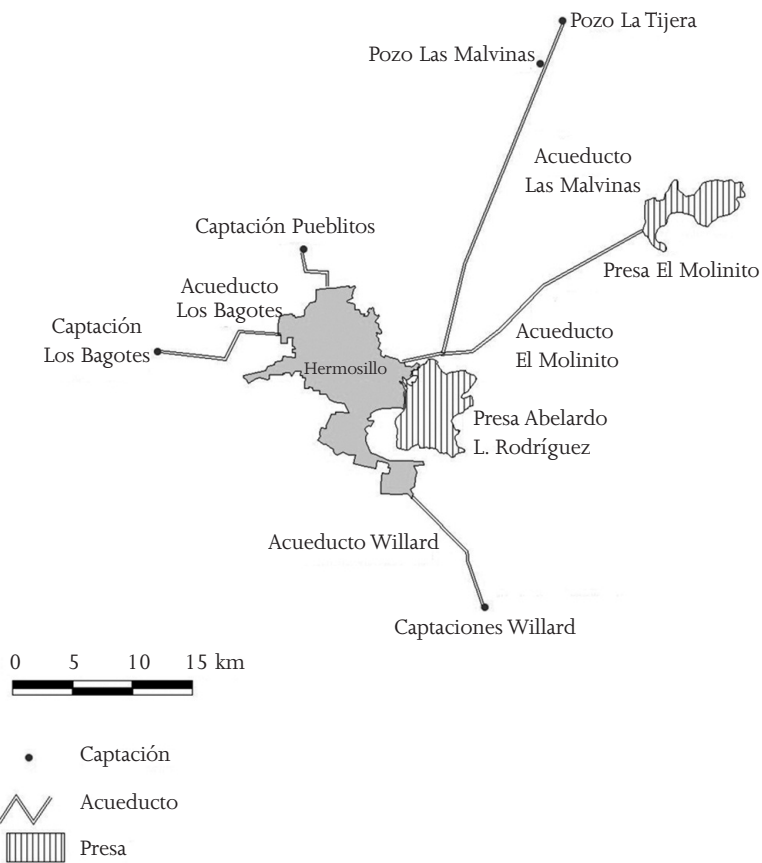 Pozo La Tijera
Pozo Las Malvinas
Acueducto
Las Malvinas
Captación Pueblitos
Presa El Molinito
Acueducto
Los Bagotes
Captación
Los Bagotes
Acueducto
El Molinito
Hermosillo
Presa Abelardo
L. Rodríguez
Acueducto Willard
Captaciones Willard
0 5 10 15 km
Captación
Acueducto
Presa